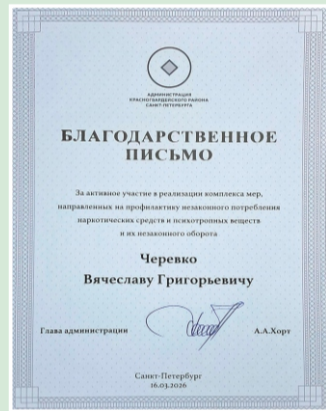 АДМИНИСТРАЦИЯ
КРАСНОГВАРДЕЙСКОГО РАЙОНА
САНКТ-ПЕТЕРБУРГА
БЛАГОДАРСТВЕННОЕ
ПИСЬМО
За активное участие в реализации комплекса мер,
направленных на профилактику незаконного потребления
наркотических средств и психотропных веществ
и их незаконного оборота
Черевко
Вячеславу Григорьевичу
Глава администрации А.А.Хорт
Санкт-Петербург
16.03.2026